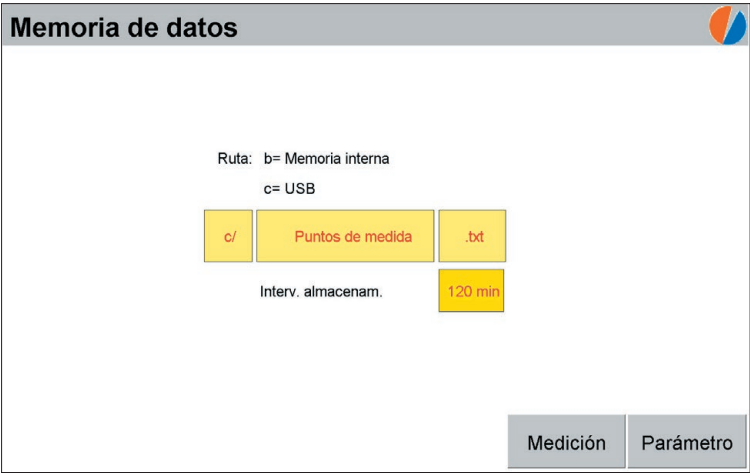 Memoria de datos
Ruta: b= Memoria interna
c= USB
c/ Puntos de medida .txt
Interv. almacenam. 120 min
Medición Parámetro